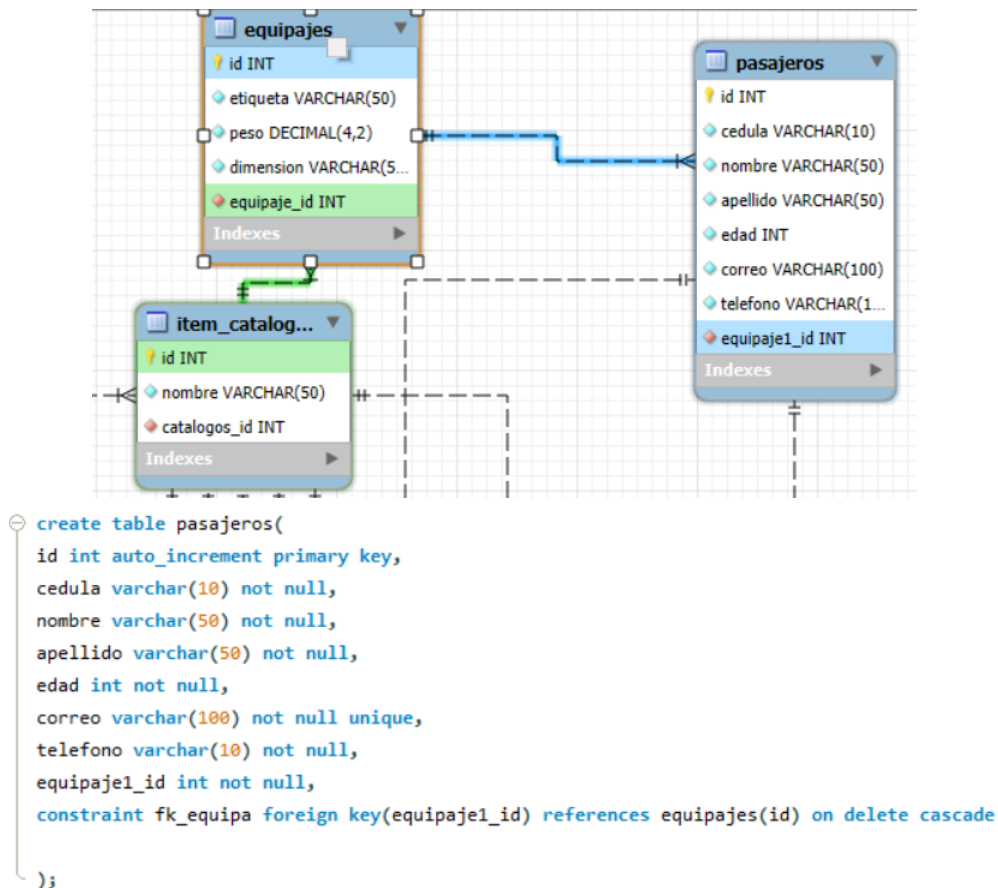 equipajes
id INT
etiqueta VARCHAR(50)
peso DECIMAL(4,2)
dimension VARCHAR(5...
equipaje_id INT
Indexes
pasajeros
id INT
cedula VARCHAR(10)
nombre VARCHAR(50)
apellido VARCHAR(50)
edad INT
correo VARCHAR(100)
telefono VARCHAR(1...
equipaje1_id INT
Indexes
item_catalog...
id INT
nombre VARCHAR(50)
catalogos_id INT
Indexes
create table pasajeros(
id int auto_increment primary key,
cedula varchar(10) not null,
nombre varchar(50) not null,
apellido varchar(50) not null,
edad int not null,
correo varchar(100) not null unique,
telefono varchar(10) not null,
equipaje1_id int not null,
constraint fk_equipa foreign key(equipaje1_id) references equipajes(id) on delete cascade
);